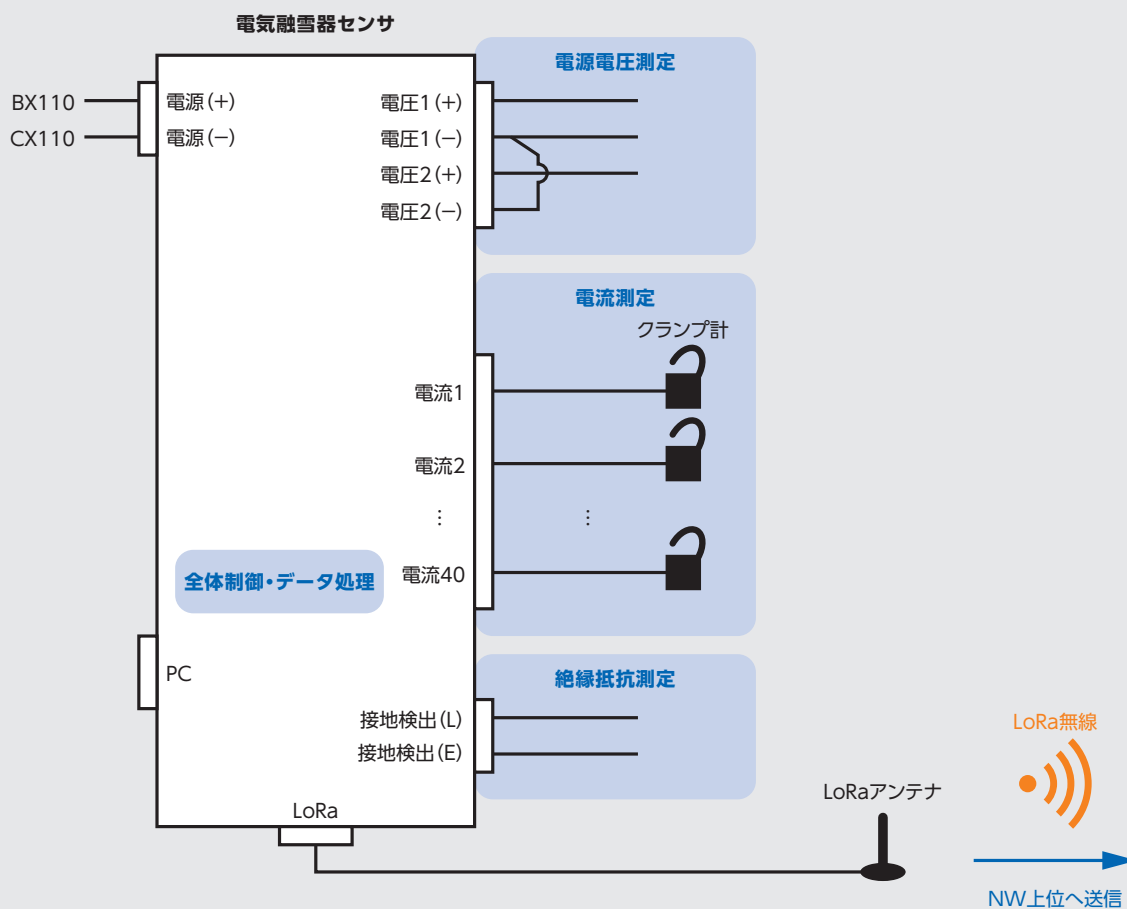 電気融雪器センサ
電源電圧測定
BX110
電源(+)
電圧1(+)
CX110
電源(−)
電圧1(−)
電圧2(+)
電圧2(−)
電流測定
クランプ計
電流1
電流2
⋮
⋮
全体制御・データ処理
電流40
PC
絶縁抵抗測定
接地検出(L)
接地検出(E)
LoRa
LoRaアンテナ
LoRa無線
NW上位へ送信